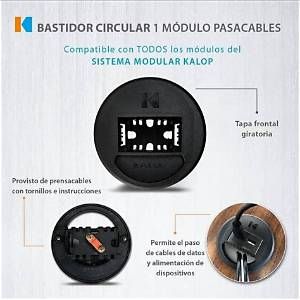 BASTIDOR CIRCULAR 1 MÓDULO PASACABLES
Compatible con TODOS los módulos del
SISTEMA MODULAR KALOP
Tapa frontal
giratoria
KALOP
Provisto de prensacables
con tornillos e instrucciones
Permite el paso
de cables de datos
y alimentación de
dispositivos